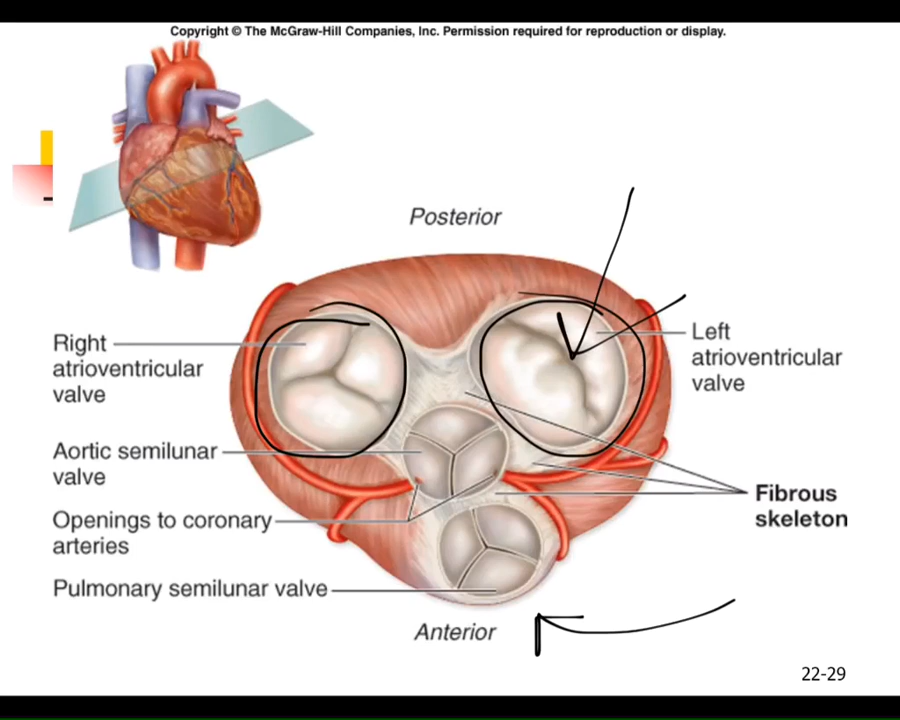 Copyright © The McGraw-Hill Companies, Inc. Permission required for reproduction or display.
Posterior
Right
atrioventricular
valve
Left
atrioventricular
valve
Aortic semilunar
valve
Fibrous
skeleton
Openings to coronary
arteries
Pulmonary semilunar valve
Anterior
22-29